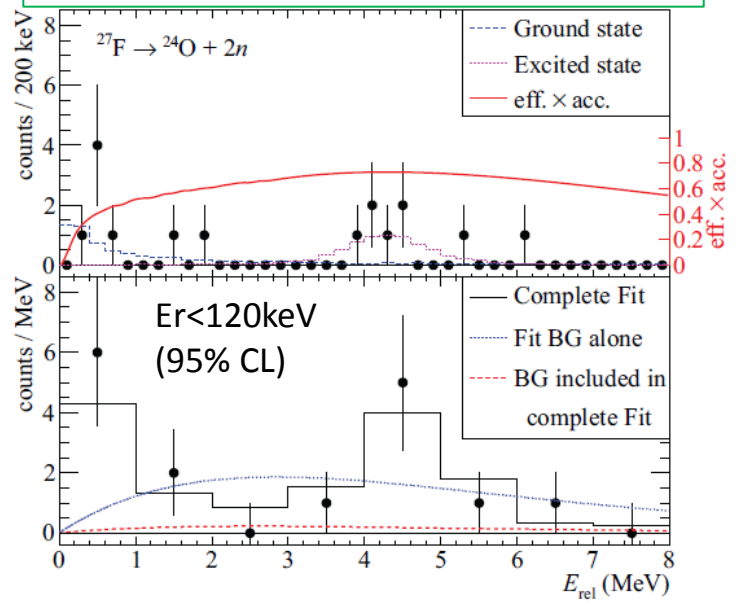 ²⁷F → ²⁴O + 2n
Ground state
Excited state
eff. × acc.
counts / 200 keV
8
6
4
2
0
eff. × acc.
1
0.8
0.6
0.4
0.2
0
Er<120keV
(95% CL)
Complete Fit
Fit BG alone
BG included in
complete Fit
counts / MeV
8
6
4
2
0
0 1 2 3 4 5 6 7 8
E_rel (MeV)